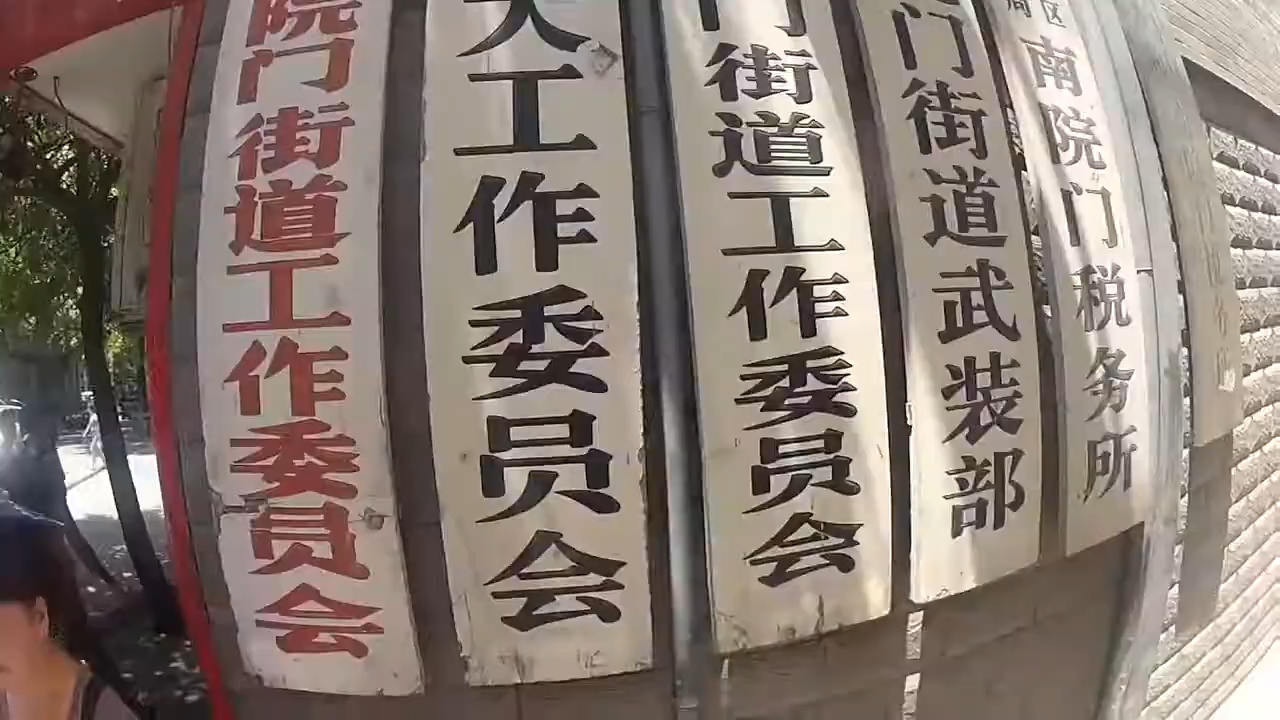 院门街道工作委员会
大工作委员会
门街道工作委员会
门街道武装部
南院门税务所